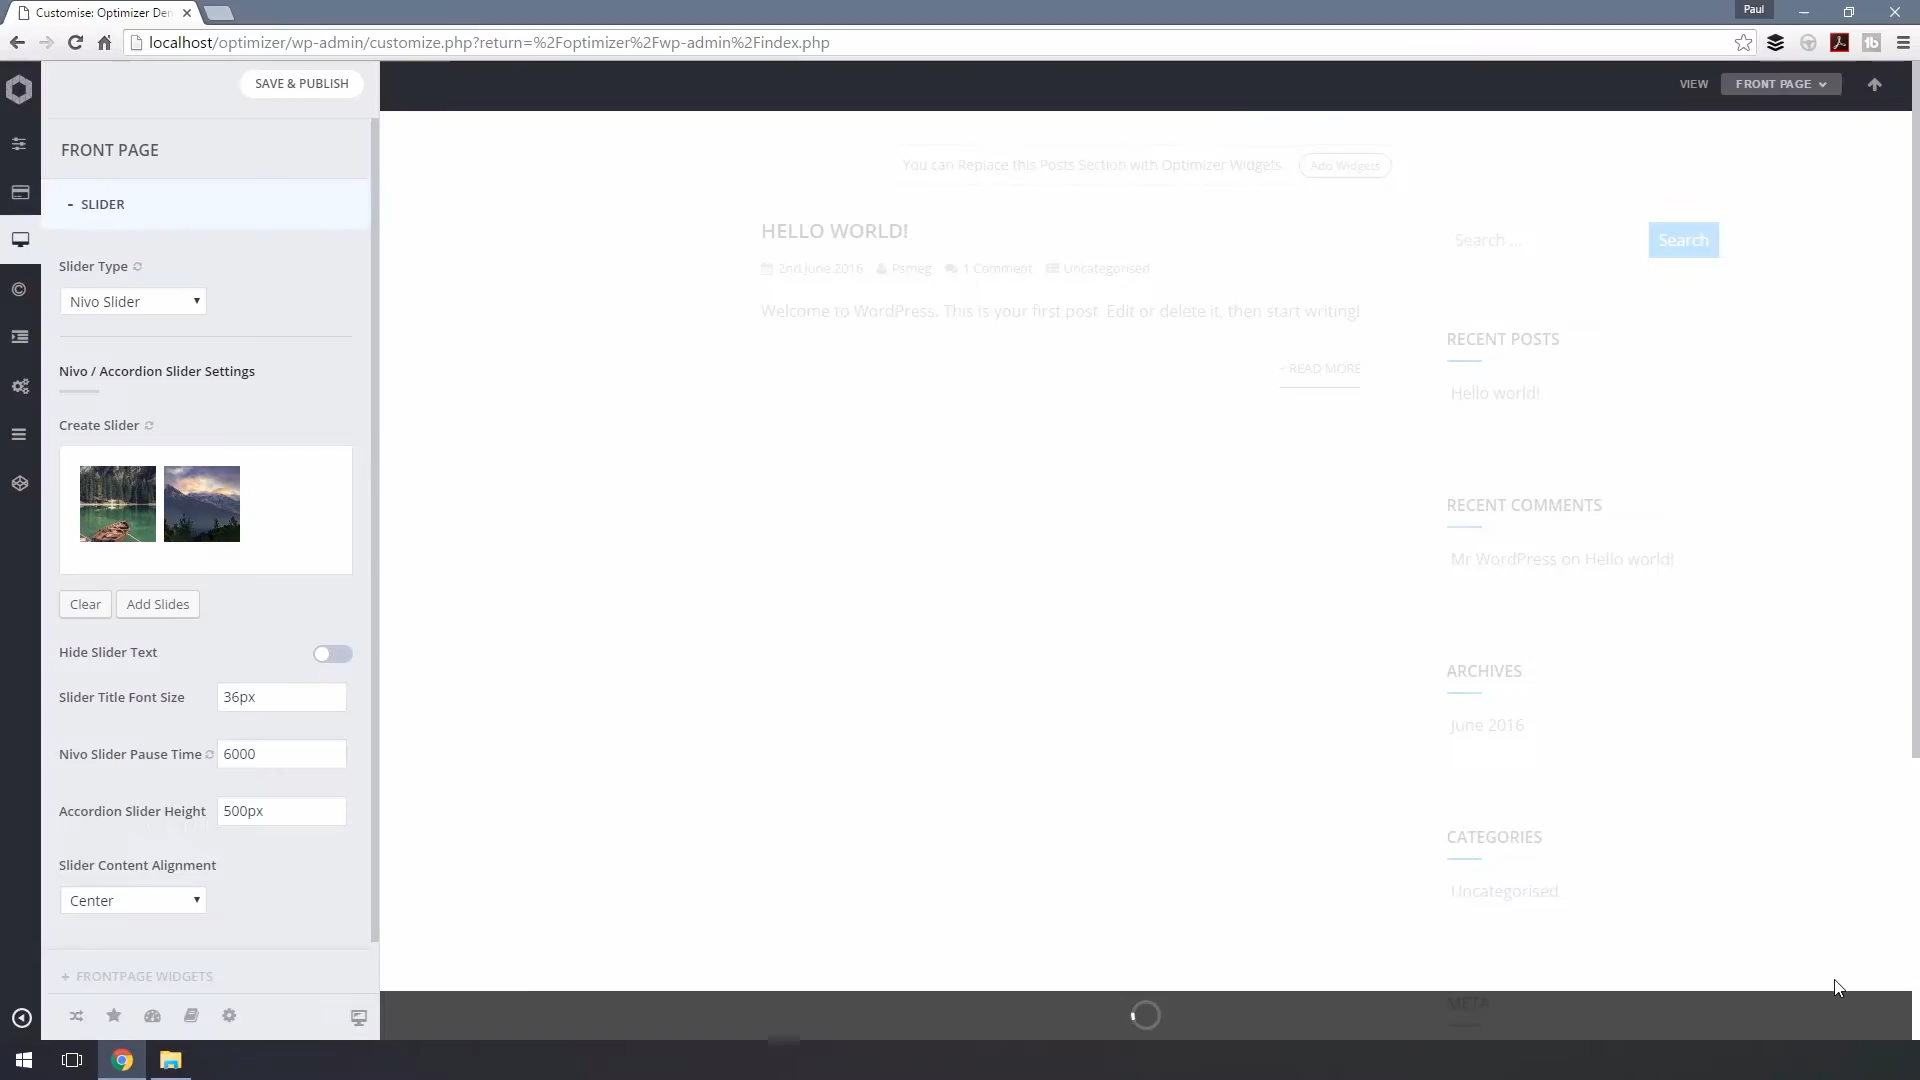 Customise: Optimizer Den
Paul
localhost/optimizer/wp-admin/customize.php?return=%2Foptimizer%2Fwp-admin%2Findex.php
SAVE & PUBLISH
VIEW
FRONT PAGE
FRONT PAGE
- SLIDER
Slider Type
Nivo Slider
Nivo / Accordion Slider Settings
Create Slider
Clear
Add Slides
Hide Slider Text
Slider Title Font Size
36px
Nivo Slider Pause Time
6000
Accordion Slider Height
500px
Slider Content Alignment
Center
+ FRONTPAGE WIDGETS
You can Replace this Posts Section with Optimizer Widgets
Add Widgets
HELLO WORLD!
2nd June 2016 Psmeg 1 Comment Uncategorised
Welcome to WordPress. This is your first post. Edit or delete it, then start writing!
+ READ MORE
Search ...
Search
RECENT POSTS
Hello world!
RECENT COMMENTS
Mr WordPress on Hello world!
ARCHIVES
June 2016
CATEGORIES
Uncategorised
META